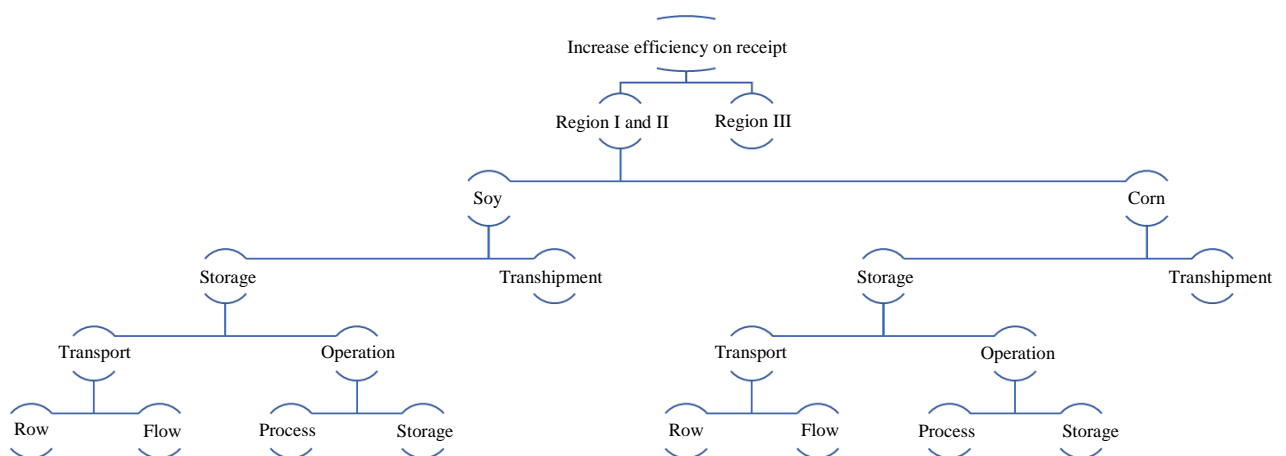 Increase efficiency on receipt
Region I and II
Region III
Soy
Corn
Storage
Transhipment
Storage
Transhipment
Transport
Operation
Transport
Operation
Row
Flow
Process
Storage
Row
Flow
Process
Storage